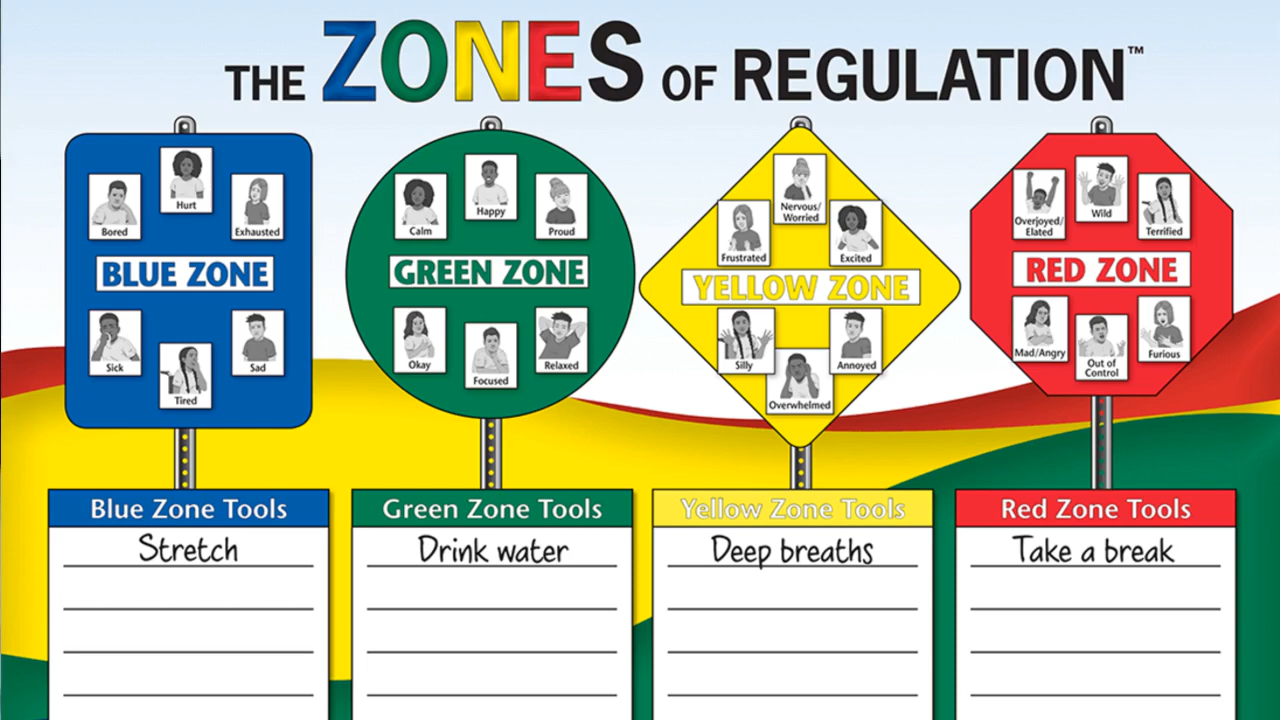 THE ZONES OF REGULATION™
Hurt
Bored
Exhausted
BLUE ZONE
Sick
Sad
Tired
Happy
Calm
Proud
GREEN ZONE
Okay
Relaxed
Focused
Nervous/
Worried
Frustrated
Excited
YELLOW ZONE
Silly
Annoyed
Overwhelmed
Wild
Overjoyed/
Elated
Terrified
RED ZONE
Mad/Angry
Furious
Out of
Control
Blue Zone Tools
Stretch
Green Zone Tools
Drink water
Yellow Zone Tools
Deep breaths
Red Zone Tools
Take a break